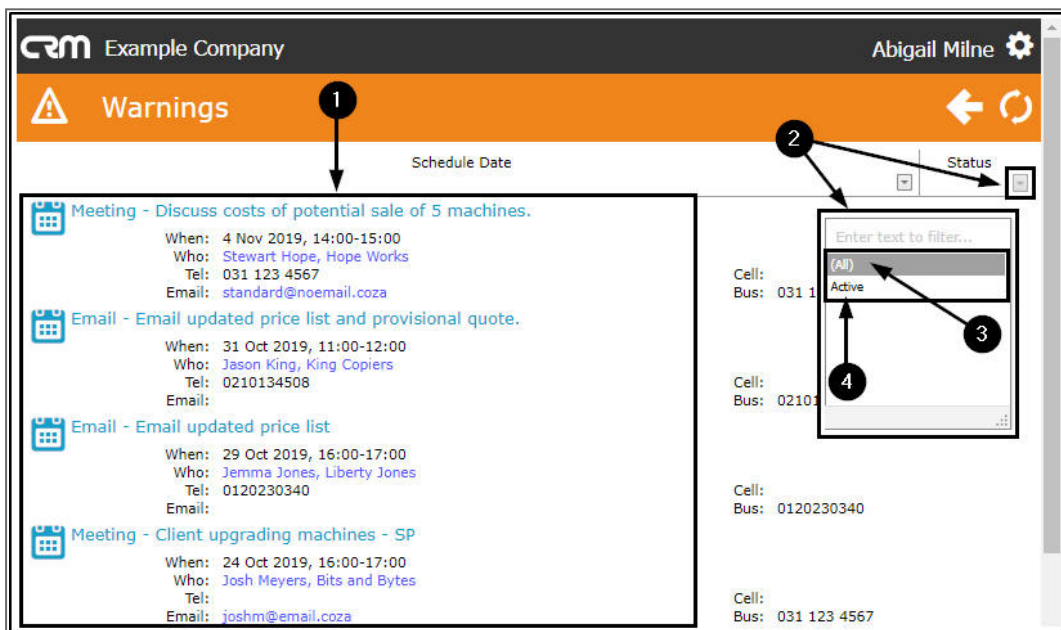 CRM Example Company Abigail Milne
Warnings
1
2
Schedule Date Status
Meeting - Discuss costs of potential sale of 5 machines.
When: 4 Nov 2019, 14:00-15:00
Who: Stewart Hope, Hope Works
Tel: 031 123 4567 Cell:
Email: standard@noemail.coza Bus: 031 1
Enter text to filter...
(All)
Active
3
4
Email - Email updated price list and provisional quote.
When: 31 Oct 2019, 11:00-12:00
Who: Jason King, King Copiers
Tel: 0210134508 Cell:
Email: Bus: 02101
Email - Email updated price list
When: 29 Oct 2019, 16:00-17:00
Who: Jemma Jones, Liberty Jones
Tel: 0120230340 Cell:
Email: Bus: 0120230340
Meeting - Client upgrading machines - SP
When: 24 Oct 2019, 16:00-17:00
Who: Josh Meyers, Bits and Bytes
Tel: Cell:
Email: joshm@email.coza Bus: 031 123 4567